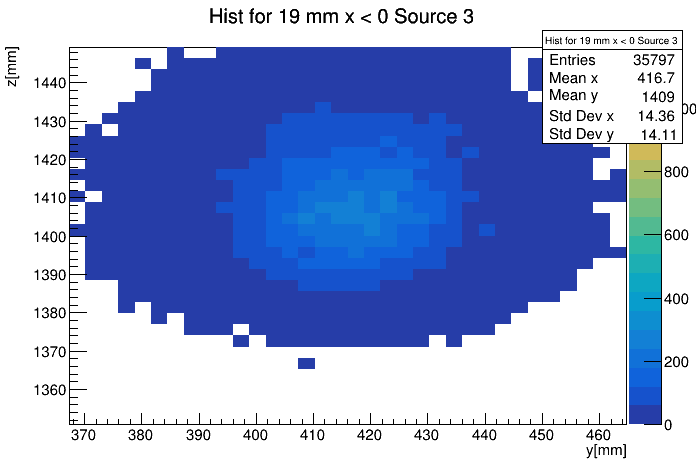 Hist for 19 mm x < 0 Source 3
Hist for 19 mm x < 0 Source 3
Entries 35797
Mean x 416.7
Mean y 1409
Std Dev x 14.36
Std Dev y 14.11
z[mm]
1440
1430
1420
1410
1400
1390
1380
1370
1360
370 380 390 400 410 420 430 440 450 460
y[mm]
00
800
600
400
200
0